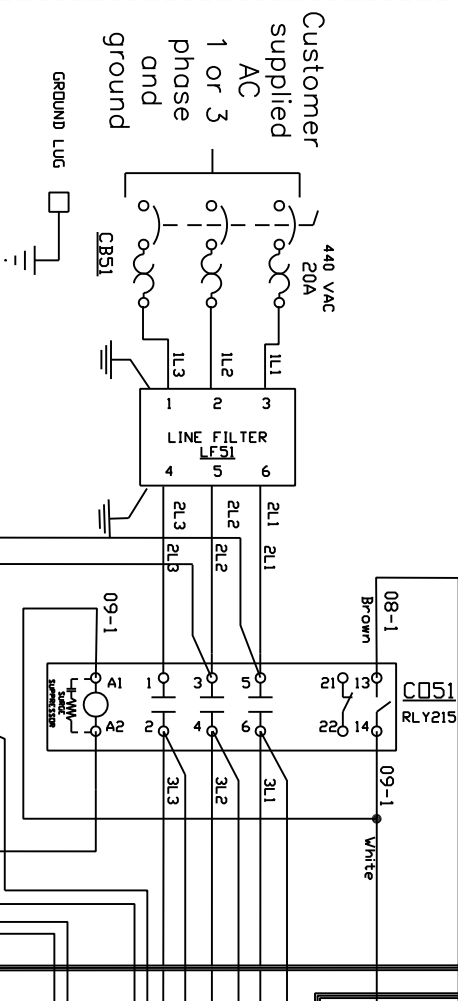 Customer
supplied
AC
1 or 3
phase
and
ground
GROUND LUG
CB51
440 VAC
20A
1L3
1L2
1L1
1 2 3
LINE FILTER
LF51
4 5 6
2L3
2L2
2L1
2L3
2L2
2L1
09-1
08-1
Brown
CO51
RLY215
A1 1 3 5 21 13
SURGE
SUPPRESSOR
A2 2 4 6 22 14
3L3
3L2
3L1
09-1
White